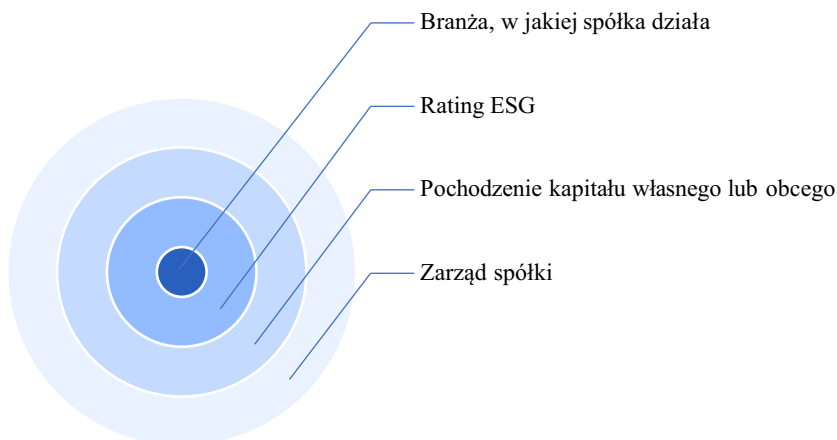 Branża, w jakiej spółka działa
Rating ESG
Pochodzenie kapitału własnego lub obcego
Zarząd spółki